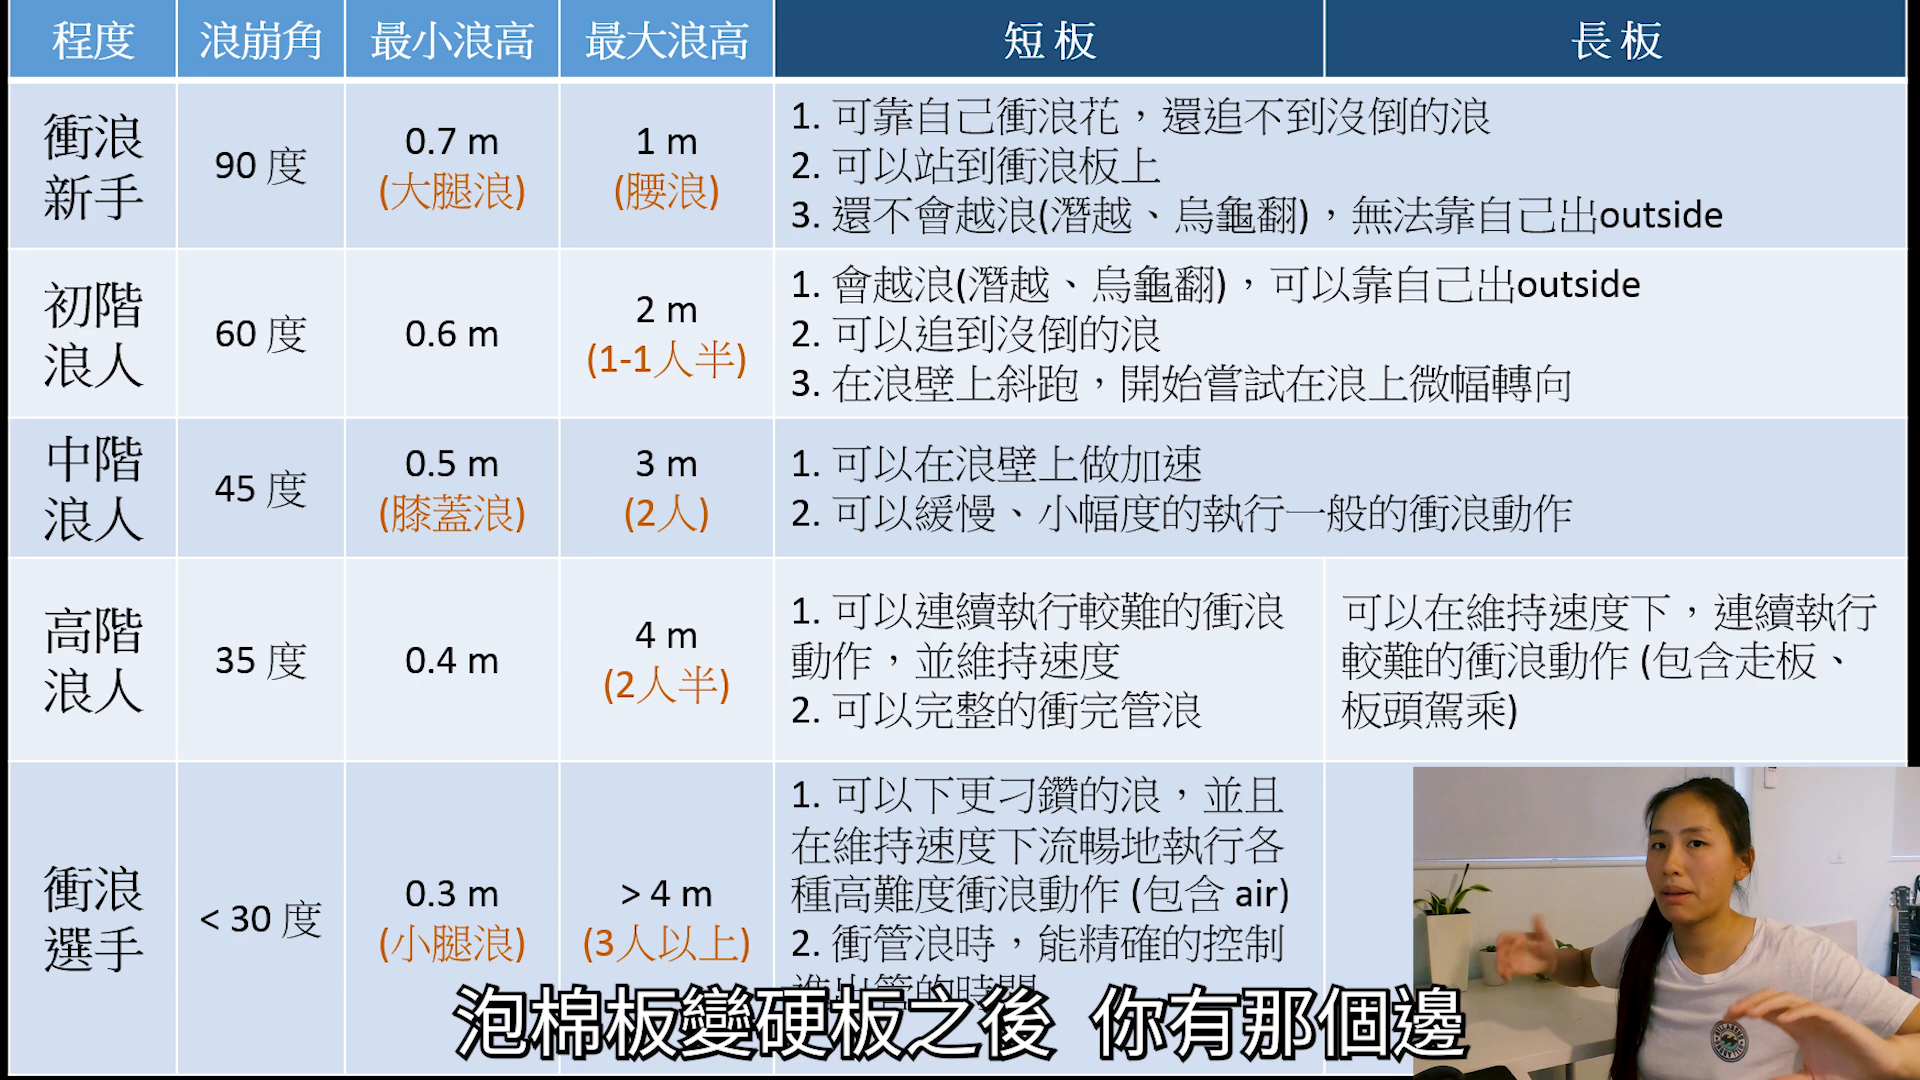 程度 浪崩角 最小浪高 最大浪高 短板 長板
衝浪
新手
90 度
0.7 m
(大腿浪)
1 m
(腰浪)
1. 可靠自己衝浪花，還追不到沒倒的浪
2. 可以站到衝浪板上
3. 還不會越浪(潛越、烏龜翻)，無法靠自己出outside
初階
浪人
60 度
0.6 m
2 m
(1-1人半)
1. 會越浪(潛越、烏龜翻)，可以靠自己出outside
2. 可以追到沒倒的浪
3. 在浪壁上斜跑，開始嘗試在浪上微幅轉向
中階
浪人
45 度
0.5 m
(膝蓋浪)
3 m
(2人)
1. 可以在浪壁上做加速
2. 可以緩慢、小幅度的執行一般的衝浪動作
高階
浪人
35 度
0.4 m
4 m
(2人半)
1. 可以連續執行較難的衝浪
動作，並維持速度
2. 可以完整的衝完管浪
可以在維持速度下，連續執行
較難的衝浪動作 (包含走板、
板頭駕乘)
衝浪
選手
< 30 度
0.3 m
(小腿浪)
> 4 m
(3人以上)
1. 可以下更刁鑽的浪，並且
在維持速度下流暢地執行各
種高難度衝浪動作 (包含 air)
2. 衝管浪時，能精確的控制
進出管的時間
泡棉板變硬板之後 你有那個邊